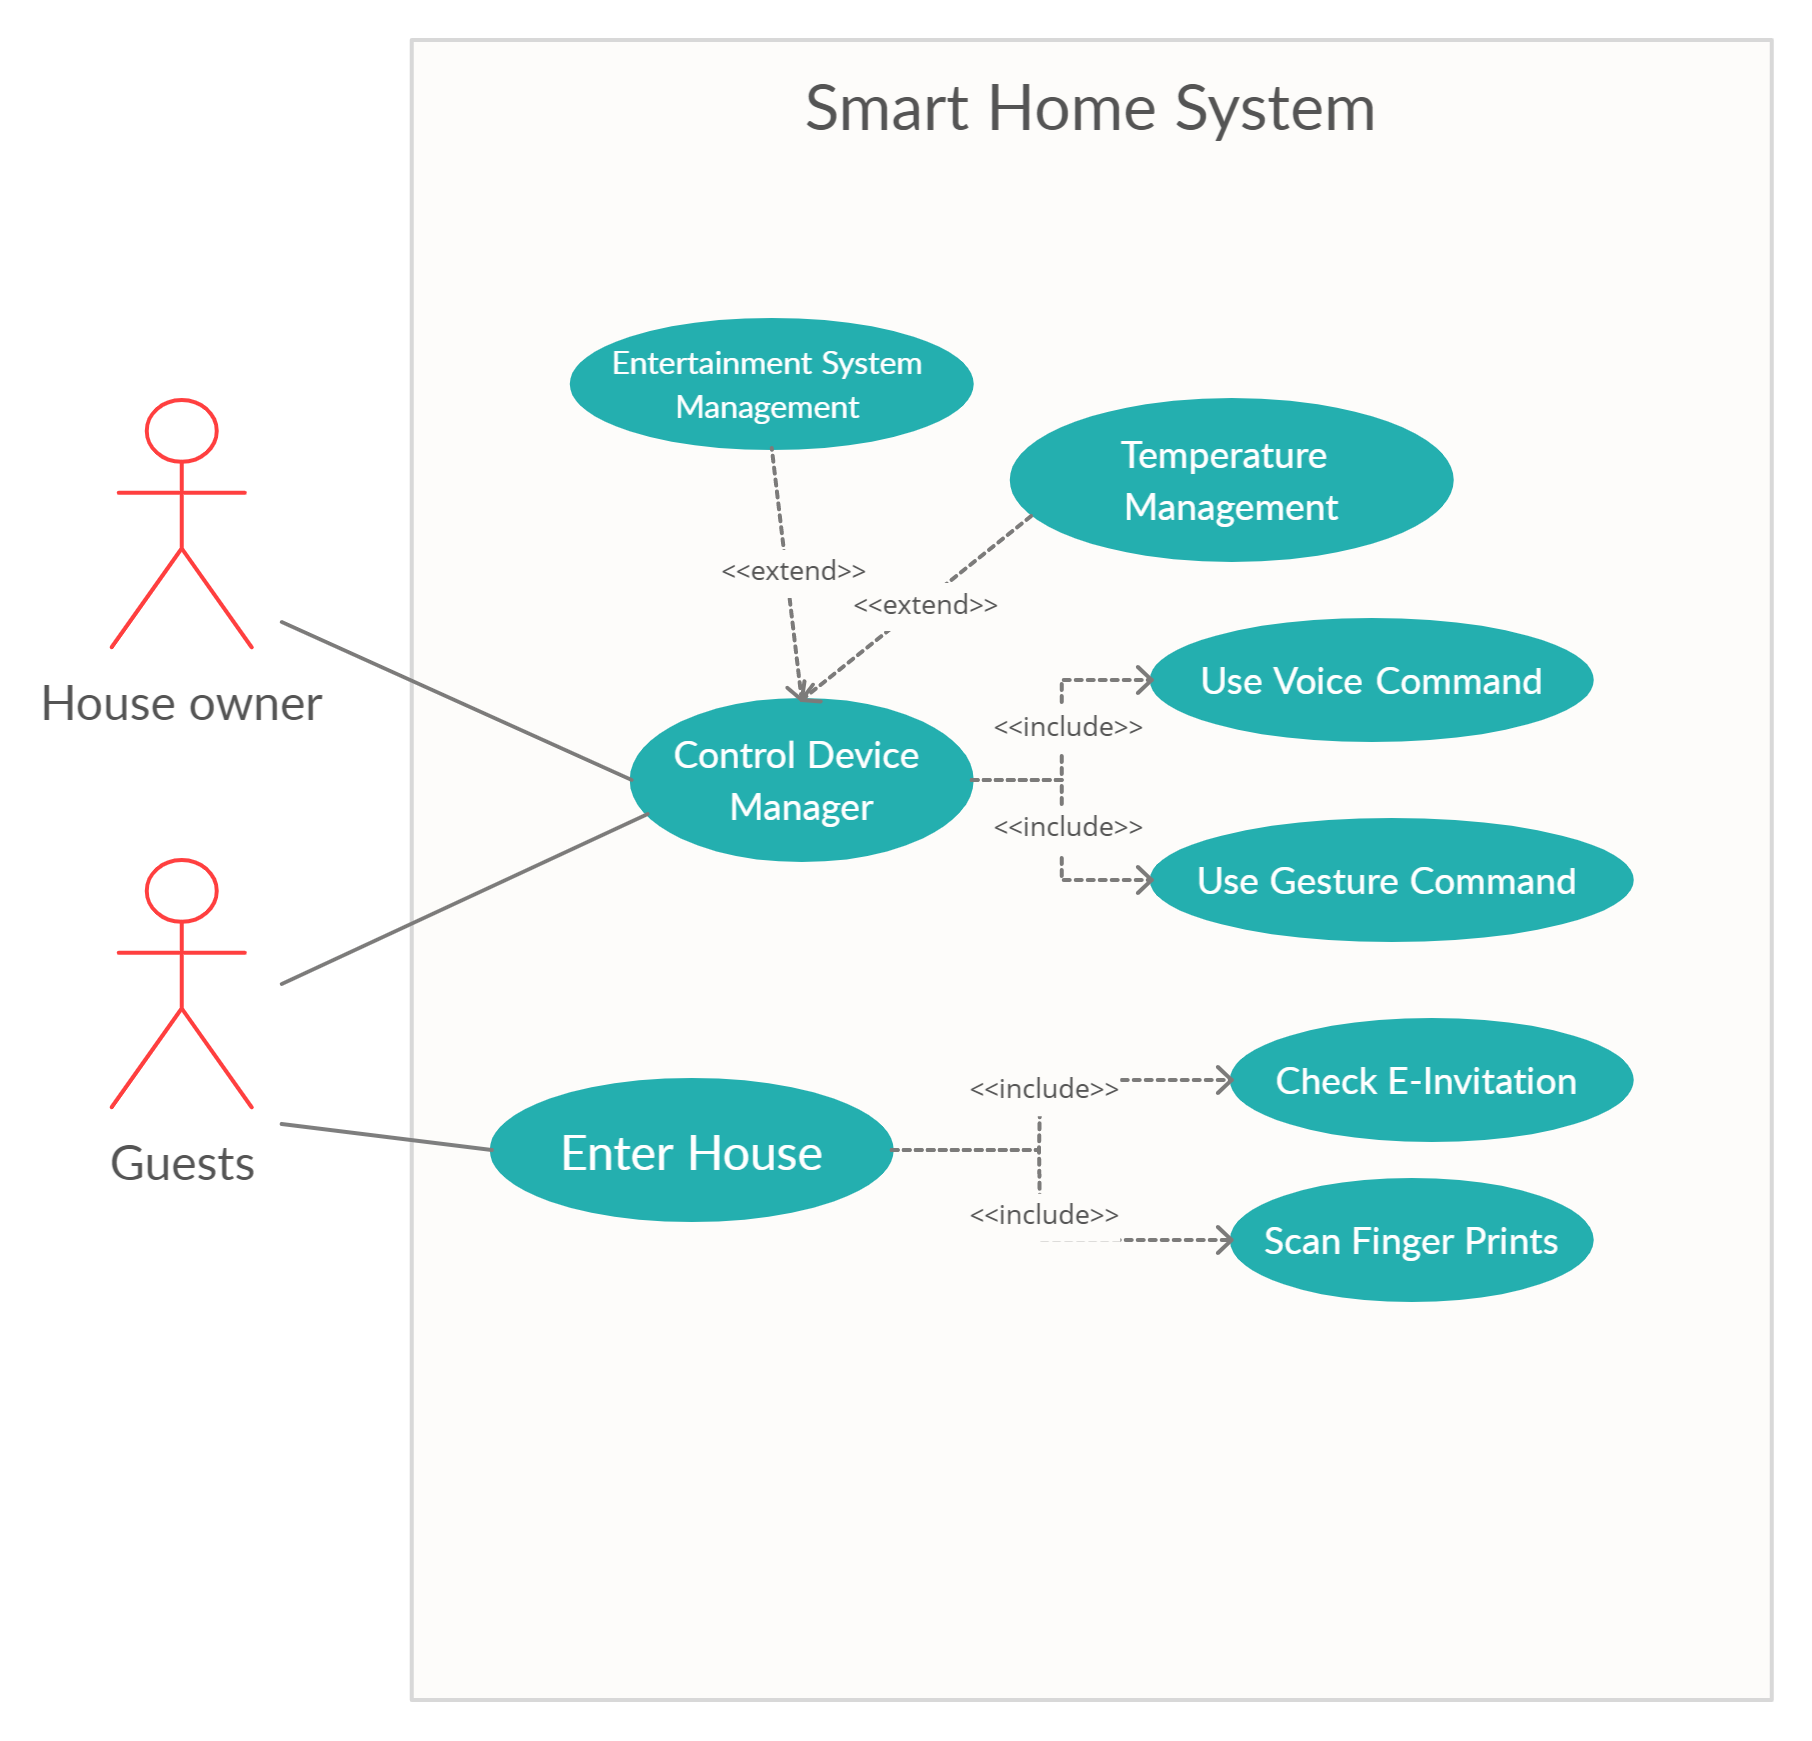 Smart Home System
Entertainment System
Management
Temperature
Management
<<extend>>
<<extend>>
House owner
Use Voice Command
<<include>>
Control Device
Manager
<<include>>
Use Gesture Command
Check E-Invitation
<<include>>
Guests
Enter House
<<include>>
Scan Finger Prints